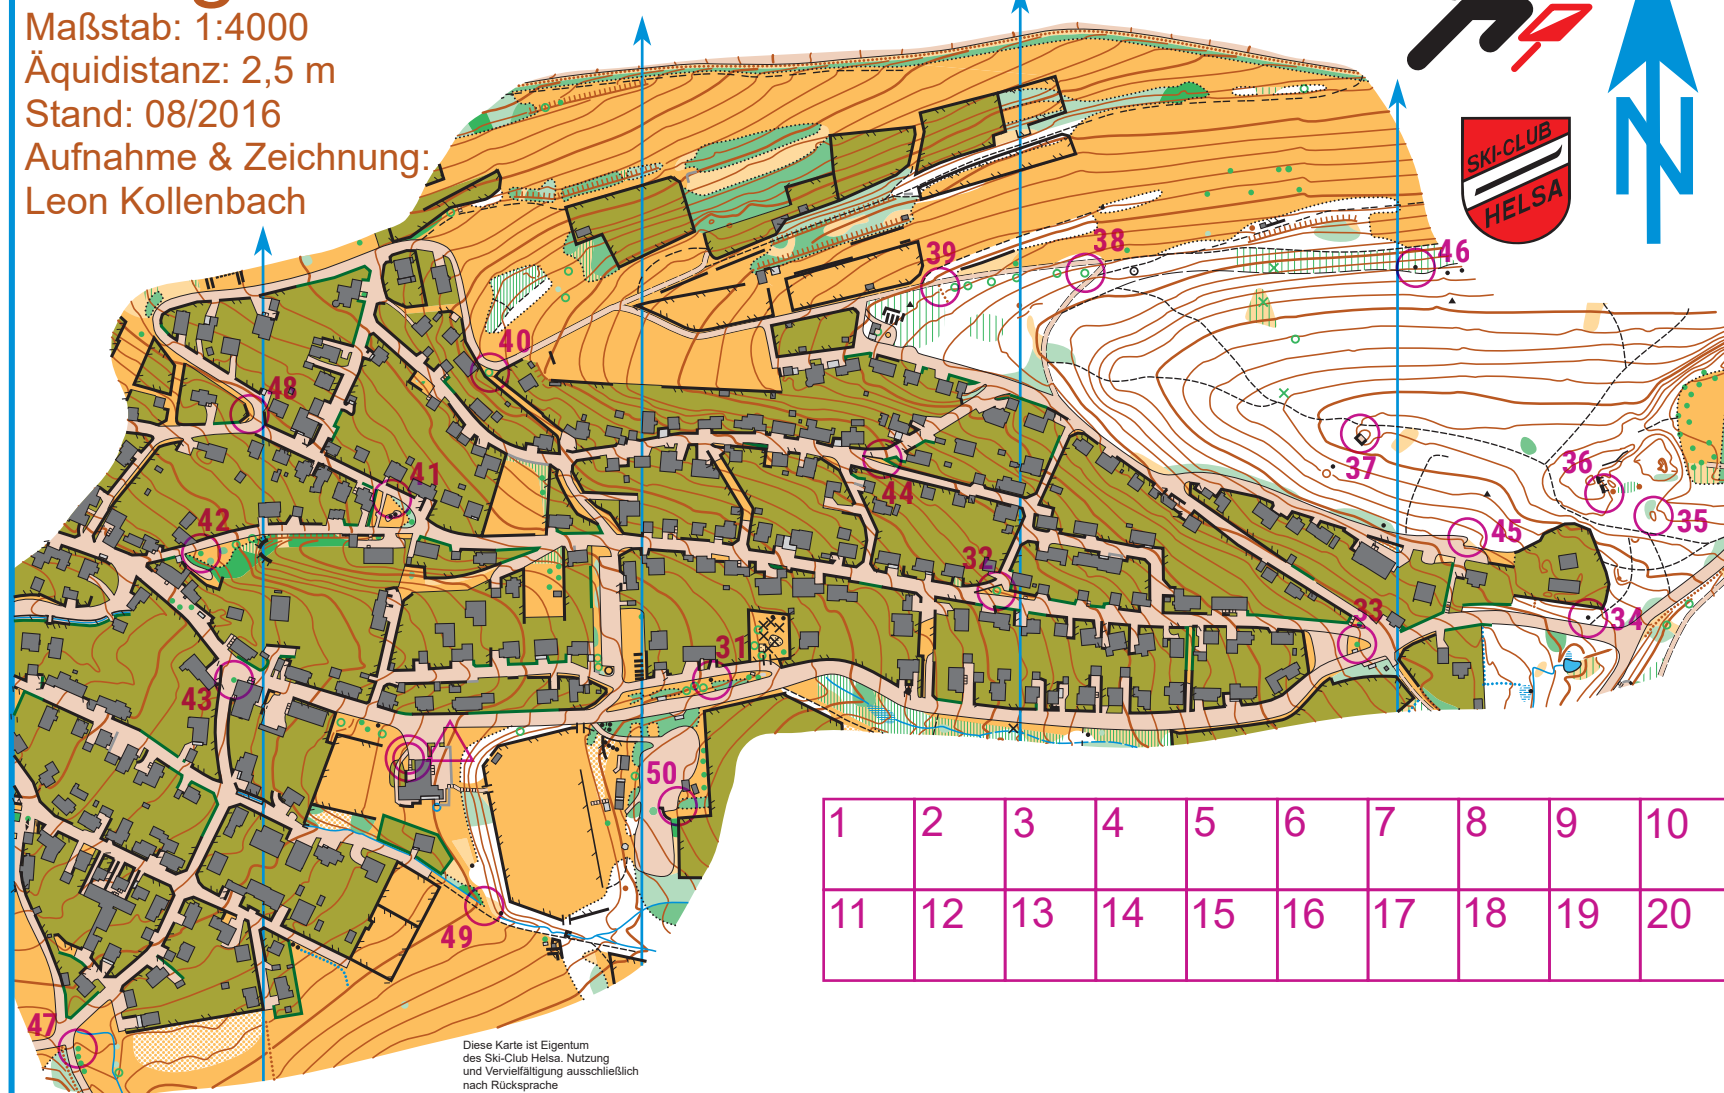 Maßstab: 1:4000
Äquidistanz: 2,5 m
Stand: 08/2016
Aufnahme & Zeichnung:
Leon Kollenbach
SKI-CLUB
HELSA
N
38
39
46
40
48
37
36
41
44
35
42
45
32
33
34
31
43
50
49
47
1 2 3 4 5 6 7 8 9 10
11 12 13 14 15 16 17 18 19 20
Diese Karte ist Eigentum
des Ski-Club Helsa. Nutzung
und Vervielfältigung ausschließlich
nach Rücksprache